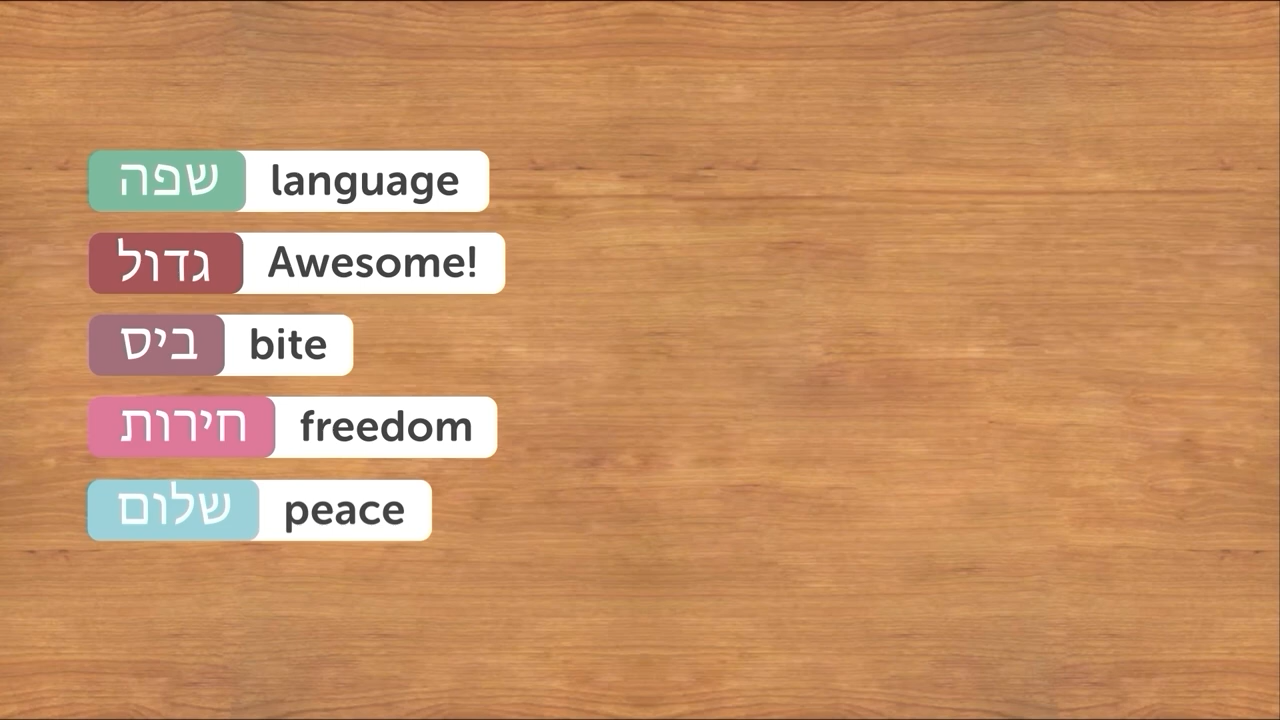 שפה language
גדול Awesome!
ביס bite
חירות freedom
שלום peace